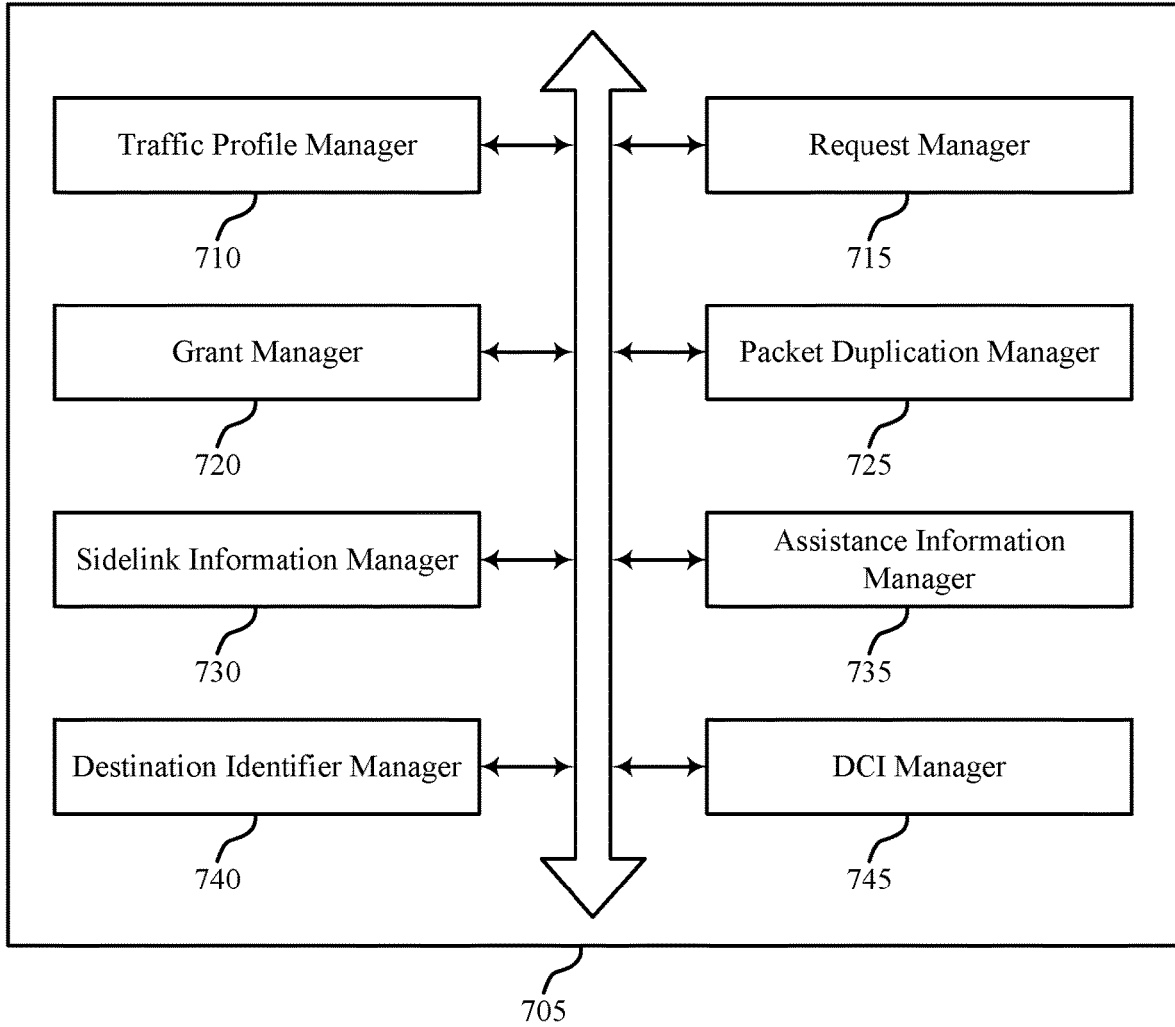 Traffic Profile Manager
Request Manager
710
715
Grant Manager
Packet Duplication Manager
720
725
Sidelink Information Manager
Assistance Information
Manager
730
735
Destination Identifier Manager
DCI Manager
740
745
705